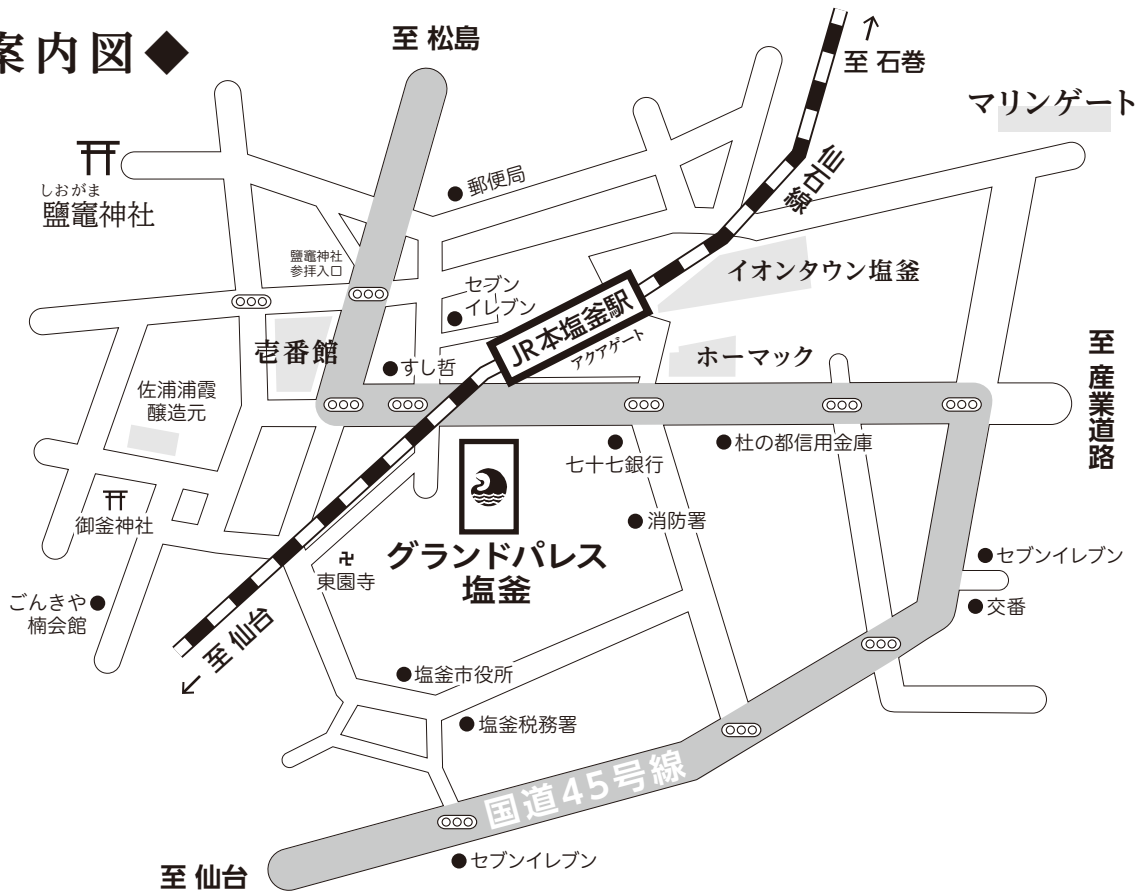 案内図◆
至 松島
↑
至 石巻
マリンゲート
仙石線
郵便局
しおがま
鹽竈神社
鹽竈神社
参拝入口
セブン
イレブン
イオンタウン塩釜
JR本塩釜駅
アクアゲート
壱番館
すし哲
ホーマック
至 産業道路
佐浦浦霞
醸造元
七十七銀行
杜の都信用金庫
御釜神社
消防署
グランドパレス
塩釜
卍
東園寺
セブンイレブン
交番
ごんきや
楠会館
← 至 仙台
塩釜市役所
塩釜税務署
国道45号線
セブンイレブン
至 仙台